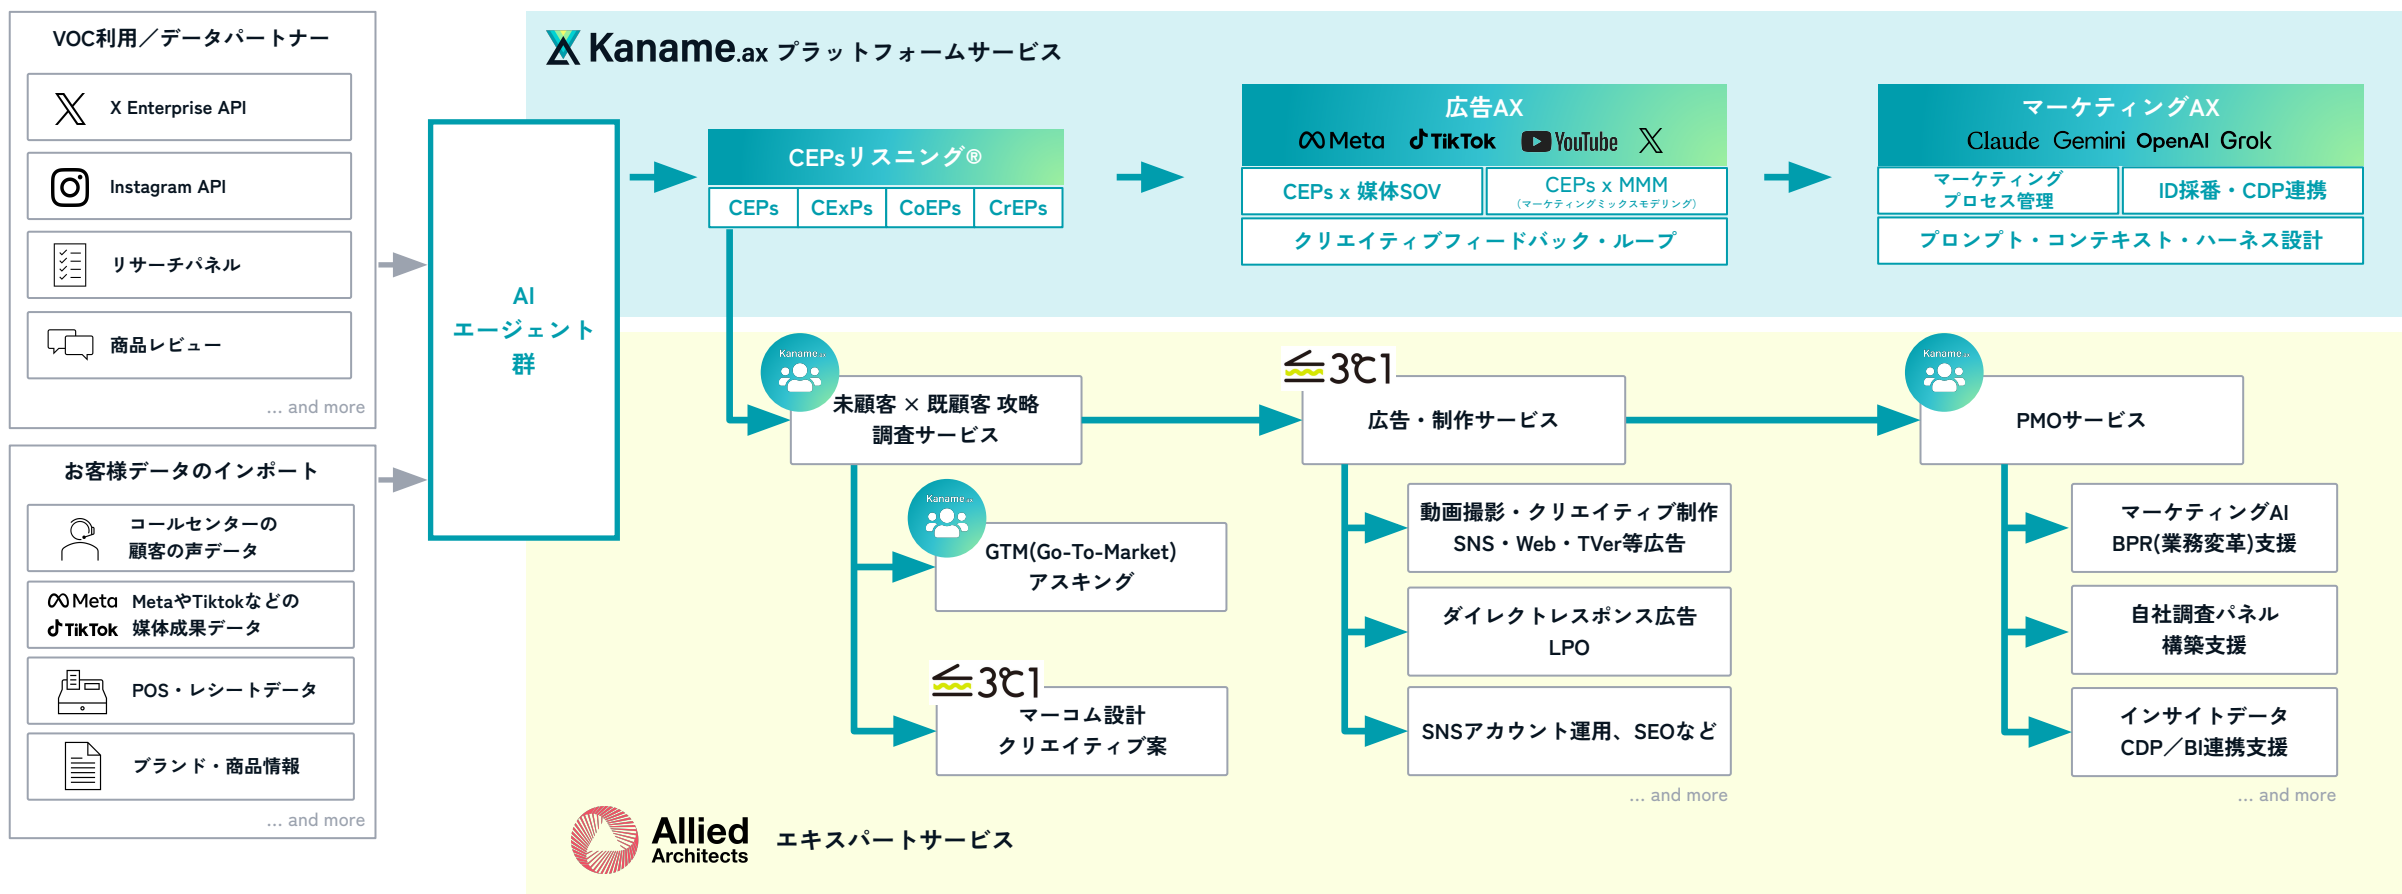 VOC利用／データパートナー
X Enterprise API
Instagram API
リサーチパネル
商品レビュー
... and more
お客様データのインポート
コールセンターの
顧客の声データ
Meta
TikTok
MetaやTiktokなどの
媒体成果データ
POS・レシートデータ
ブランド・商品情報
... and more
AI
エージェント
群
Kaname.ax プラットフォームサービス
CEPsリスニング®
CEPs
CExPs
CoEPs
CrEPs
広告AX
Meta
TikTok
YouTube
X
CEPs x 媒体SOV
CEPs x MMM
（マーケティングミックスモデリング）
クリエイティブフィードバック・ループ
マーケティングAX
Claude Gemini OpenAI Grok
マーケティング
プロセス管理
ID採番・CDP連携
プロンプト・コンテキスト・ハーネス設計
Kaname.ax
未顧客 × 既顧客 攻略
調査サービス
Kaname.ax
GTM(Go-To-Market)
アスキング
3℃1
マーコム設計
クリエイティブ案
3℃1
広告・制作サービス
動画撮影・クリエイティブ制作
SNS・Web・TVer等広告
ダイレクトレスポンス広告
LPO
SNSアカウント運用、SEOなど
... and more
Kaname.ax
PMOサービス
マーケティングAI
BPR(業務変革)支援
自社調査パネル
構築支援
インサイトデータ
CDP／BI連携支援
... and more
Allied
Architects
エキスパートサービス